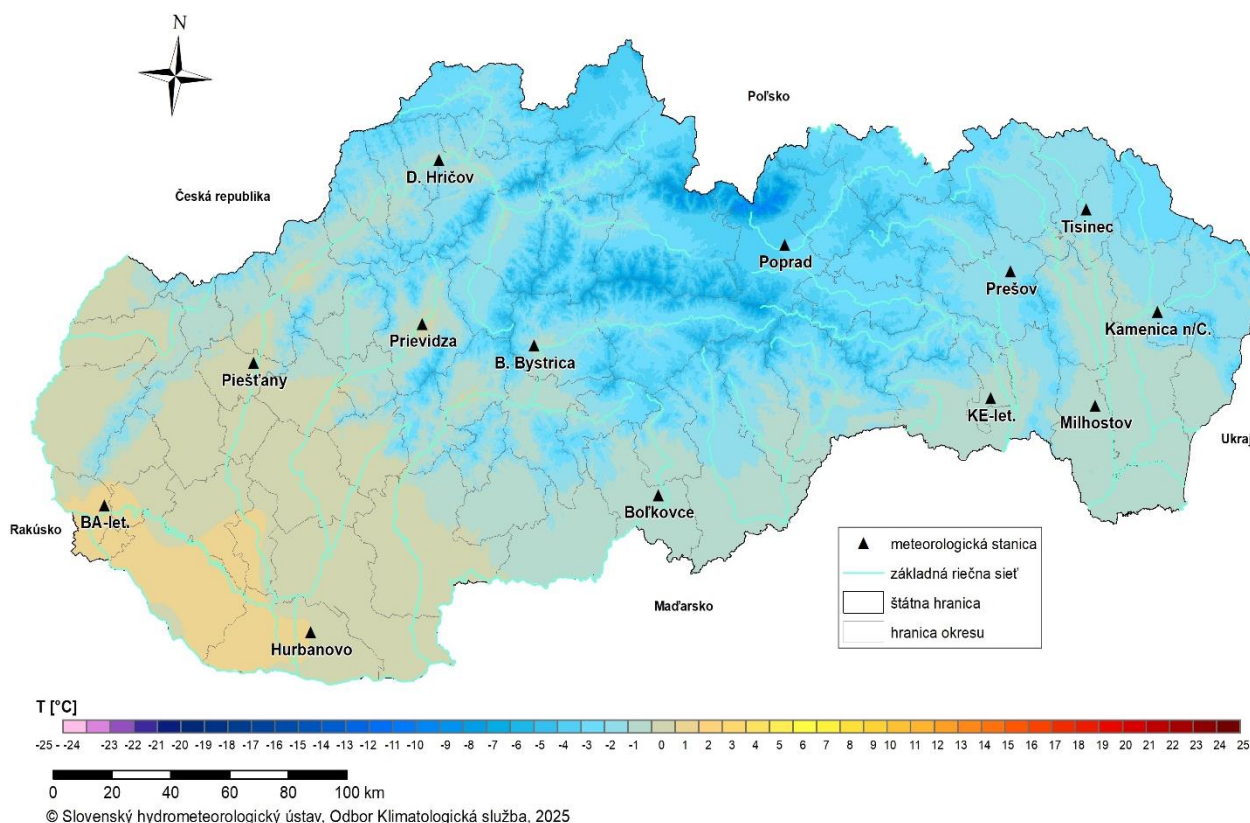 N
Poľsko
Česká republika
D. Hričov
Tisinec
Poprad
Prešov
Kamenica n/C.
Prievidza
B. Bystrica
Piešťany
KE-let.
Milhostov
Ukraj
Boľkovce
BA-let.
Rakúsko
Maďarsko
Hurbanovo
meteorologická stanica
základná riečna sieť
štátna hranica
hranica okresu
T [°C]
-25 - -24 -23 -22 -21 -20 -19 -18 -17 -16 -15 -14 -13 -12 -11 -10 -9 -8 -7 -6 -5 -4 -3 -2 -1 0 1 2 3 4 5 6 7 8 9 10 11 12 13 14 15 16 17 18 19 20 21 22 23 24 25
0 20 40 60 80 100 km
© Slovenský hydrometeorologický ústav, Odbor Klimatologická služba, 2025